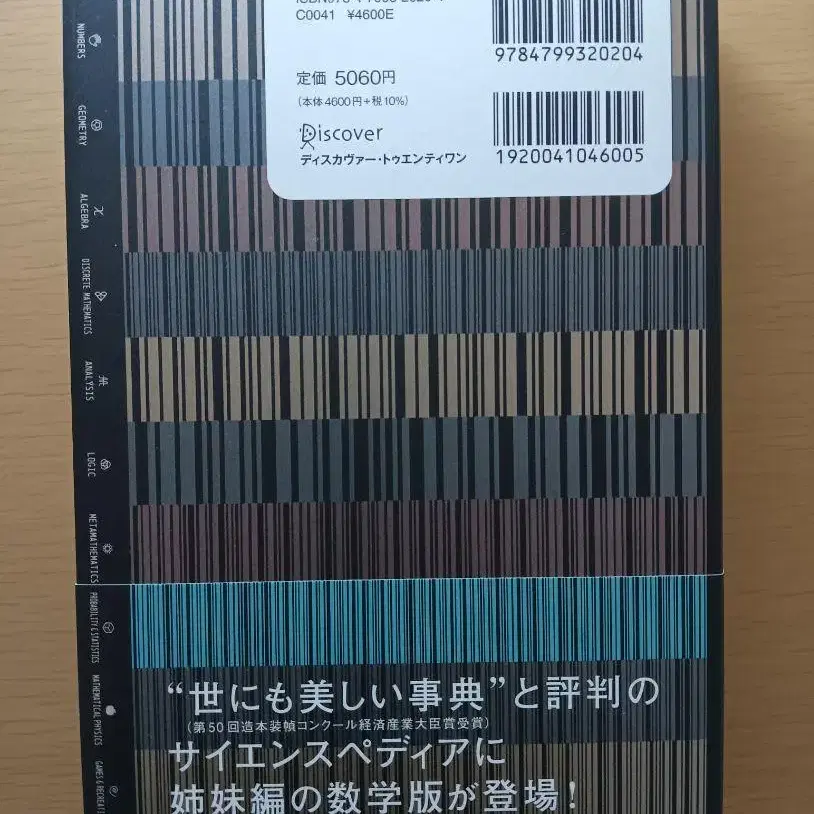 C0041 ¥4600E
9784799320204
定価 5060円
(本体4600円+税10%)
Discover
ディスカヴァー・トゥエンティワン
1920041046005
NUMBERS
GEOMETRY
ALGEBRA
DISCRETE MATHEMATICS
ANALYSIS
LOGIC
METAMATHEMATICS
PROBABILITY & STATISTICS
MATHEMATICAL PHYSICS
GAMES & RECREATI
“世にも美しい事典”と評判の
(第50回造本装幀コンクール経済産業大臣賞受賞)
サイエンスペディアに
姉妹編の数学版が登場!